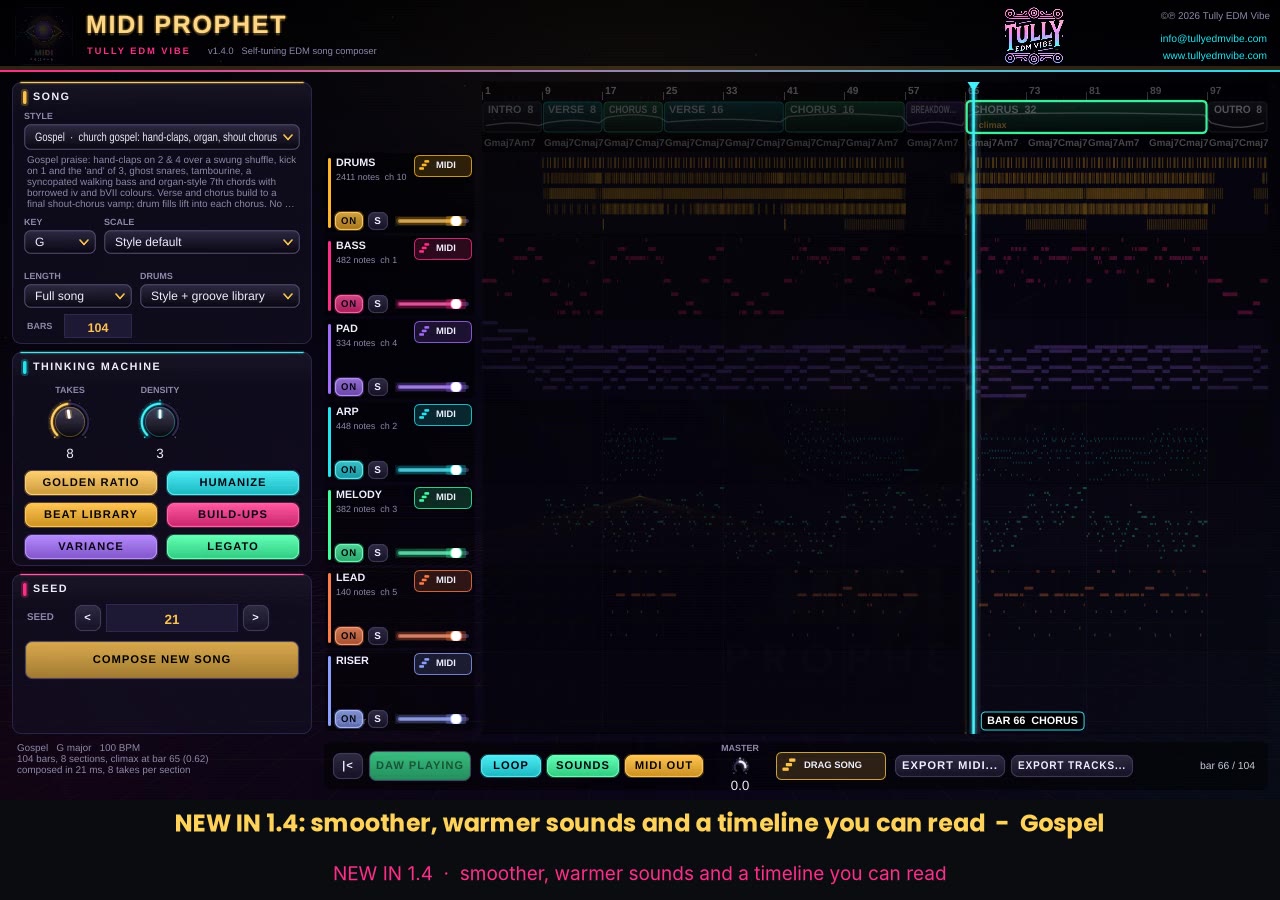 MIDI PROPHET
TULLY EDM VIBE v1.4.0 Self-tuning EDM song composer
TULLY
EDM VIBE
©℗ 2026 Tully EDM Vibe
info@tullyedmvibe.com
www.tullyedmvibe.com
SONG
STYLE
Gospel · church gospel: hand-claps, organ, shout chorus
Gospel praise: hand-claps on 2 & 4 over a swung shuffle, kick
on 1 and the 'and' of 3, ghost snares, tambourine, a
syncopated walking bass and organ-style 7th chords with
borrowed iv and bVII colours. Verse and chorus build to a
final shout-chorus vamp; drum fills lift into each chorus. No ...
KEY SCALE
G Style default
LENGTH DRUMS
Full song Style + groove library
BARS 104
THINKING MACHINE
TAKES DENSITY
8 3
GOLDEN RATIO HUMANIZE
BEAT LIBRARY BUILD-UPS
VARIANCE LEGATO
SEED
SEED < 21 >
COMPOSE NEW SONG
Gospel G major 100 BPM
104 bars, 8 sections, climax at bar 65 (0.62)
composed in 21 ms, 8 takes per section
1 9 17 25 33 41 49 57 73 81 89 97
INTRO 8 VERSE 8 CHORUS 8 VERSE 16 CHORUS 16 BREAKDOW... CHORUS 32 OUTRO 8
climax
Gmaj7Am7 Gmaj7Cmaj7Gmaj7Cmaj7Gmaj7Cmaj7Gmaj7Cmaj7Gmaj7Cmaj7Gmaj7Cmaj7Gmaj7Am7 Gmaj7Am7 Gmaj7Cmaj7Gmaj7Cmaj7Gmaj7Cmaj7Gmaj7Cmaj7
DRUMS MIDI
2411 notes ch 10
ON S
BASS MIDI
482 notes ch 1
ON S
PAD MIDI
334 notes ch 4
ON S
ARP MIDI
448 notes ch 2
ON S
MELODY MIDI
382 notes ch 3
ON S
LEAD MIDI
140 notes ch 5
ON S
RISER MIDI
ON S
BAR 66 CHORUS
|< DAW PLAYING LOOP SOUNDS MIDI OUT MASTER 0.0 DRAG SONG EXPORT MIDI... EXPORT TRACKS... bar 66 / 104
NEW IN 1.4: smoother, warmer sounds and a timeline you can read – Gospel
NEW IN 1.4 · smoother, warmer sounds and a timeline you can read